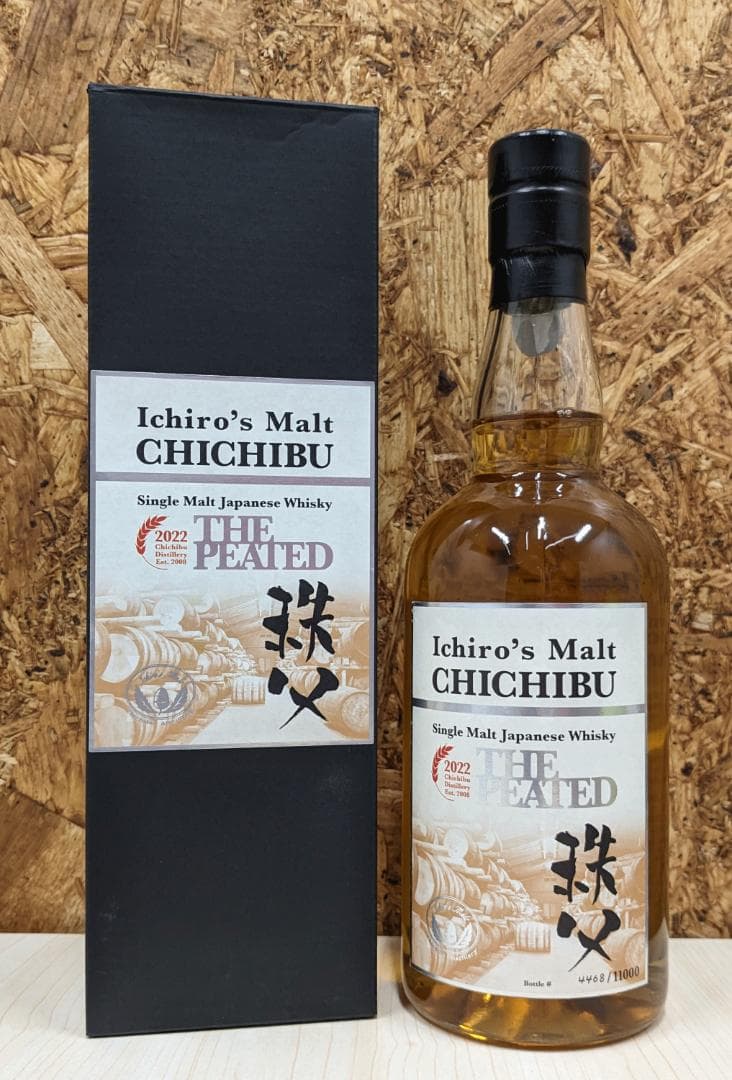 Ichiro's Malt
CHICHIBU
Single Malt Japanese Whisky
2022
Chichibu
Distillery
Est. 2008
THE
PEATED
秩父
Ichiro's Malt
CHICHIBU
Single Malt Japanese Whisky
2022
Chichibu
Distillery
Est. 2008
THE
PEATED
秩父
Bottle # 4468/11000